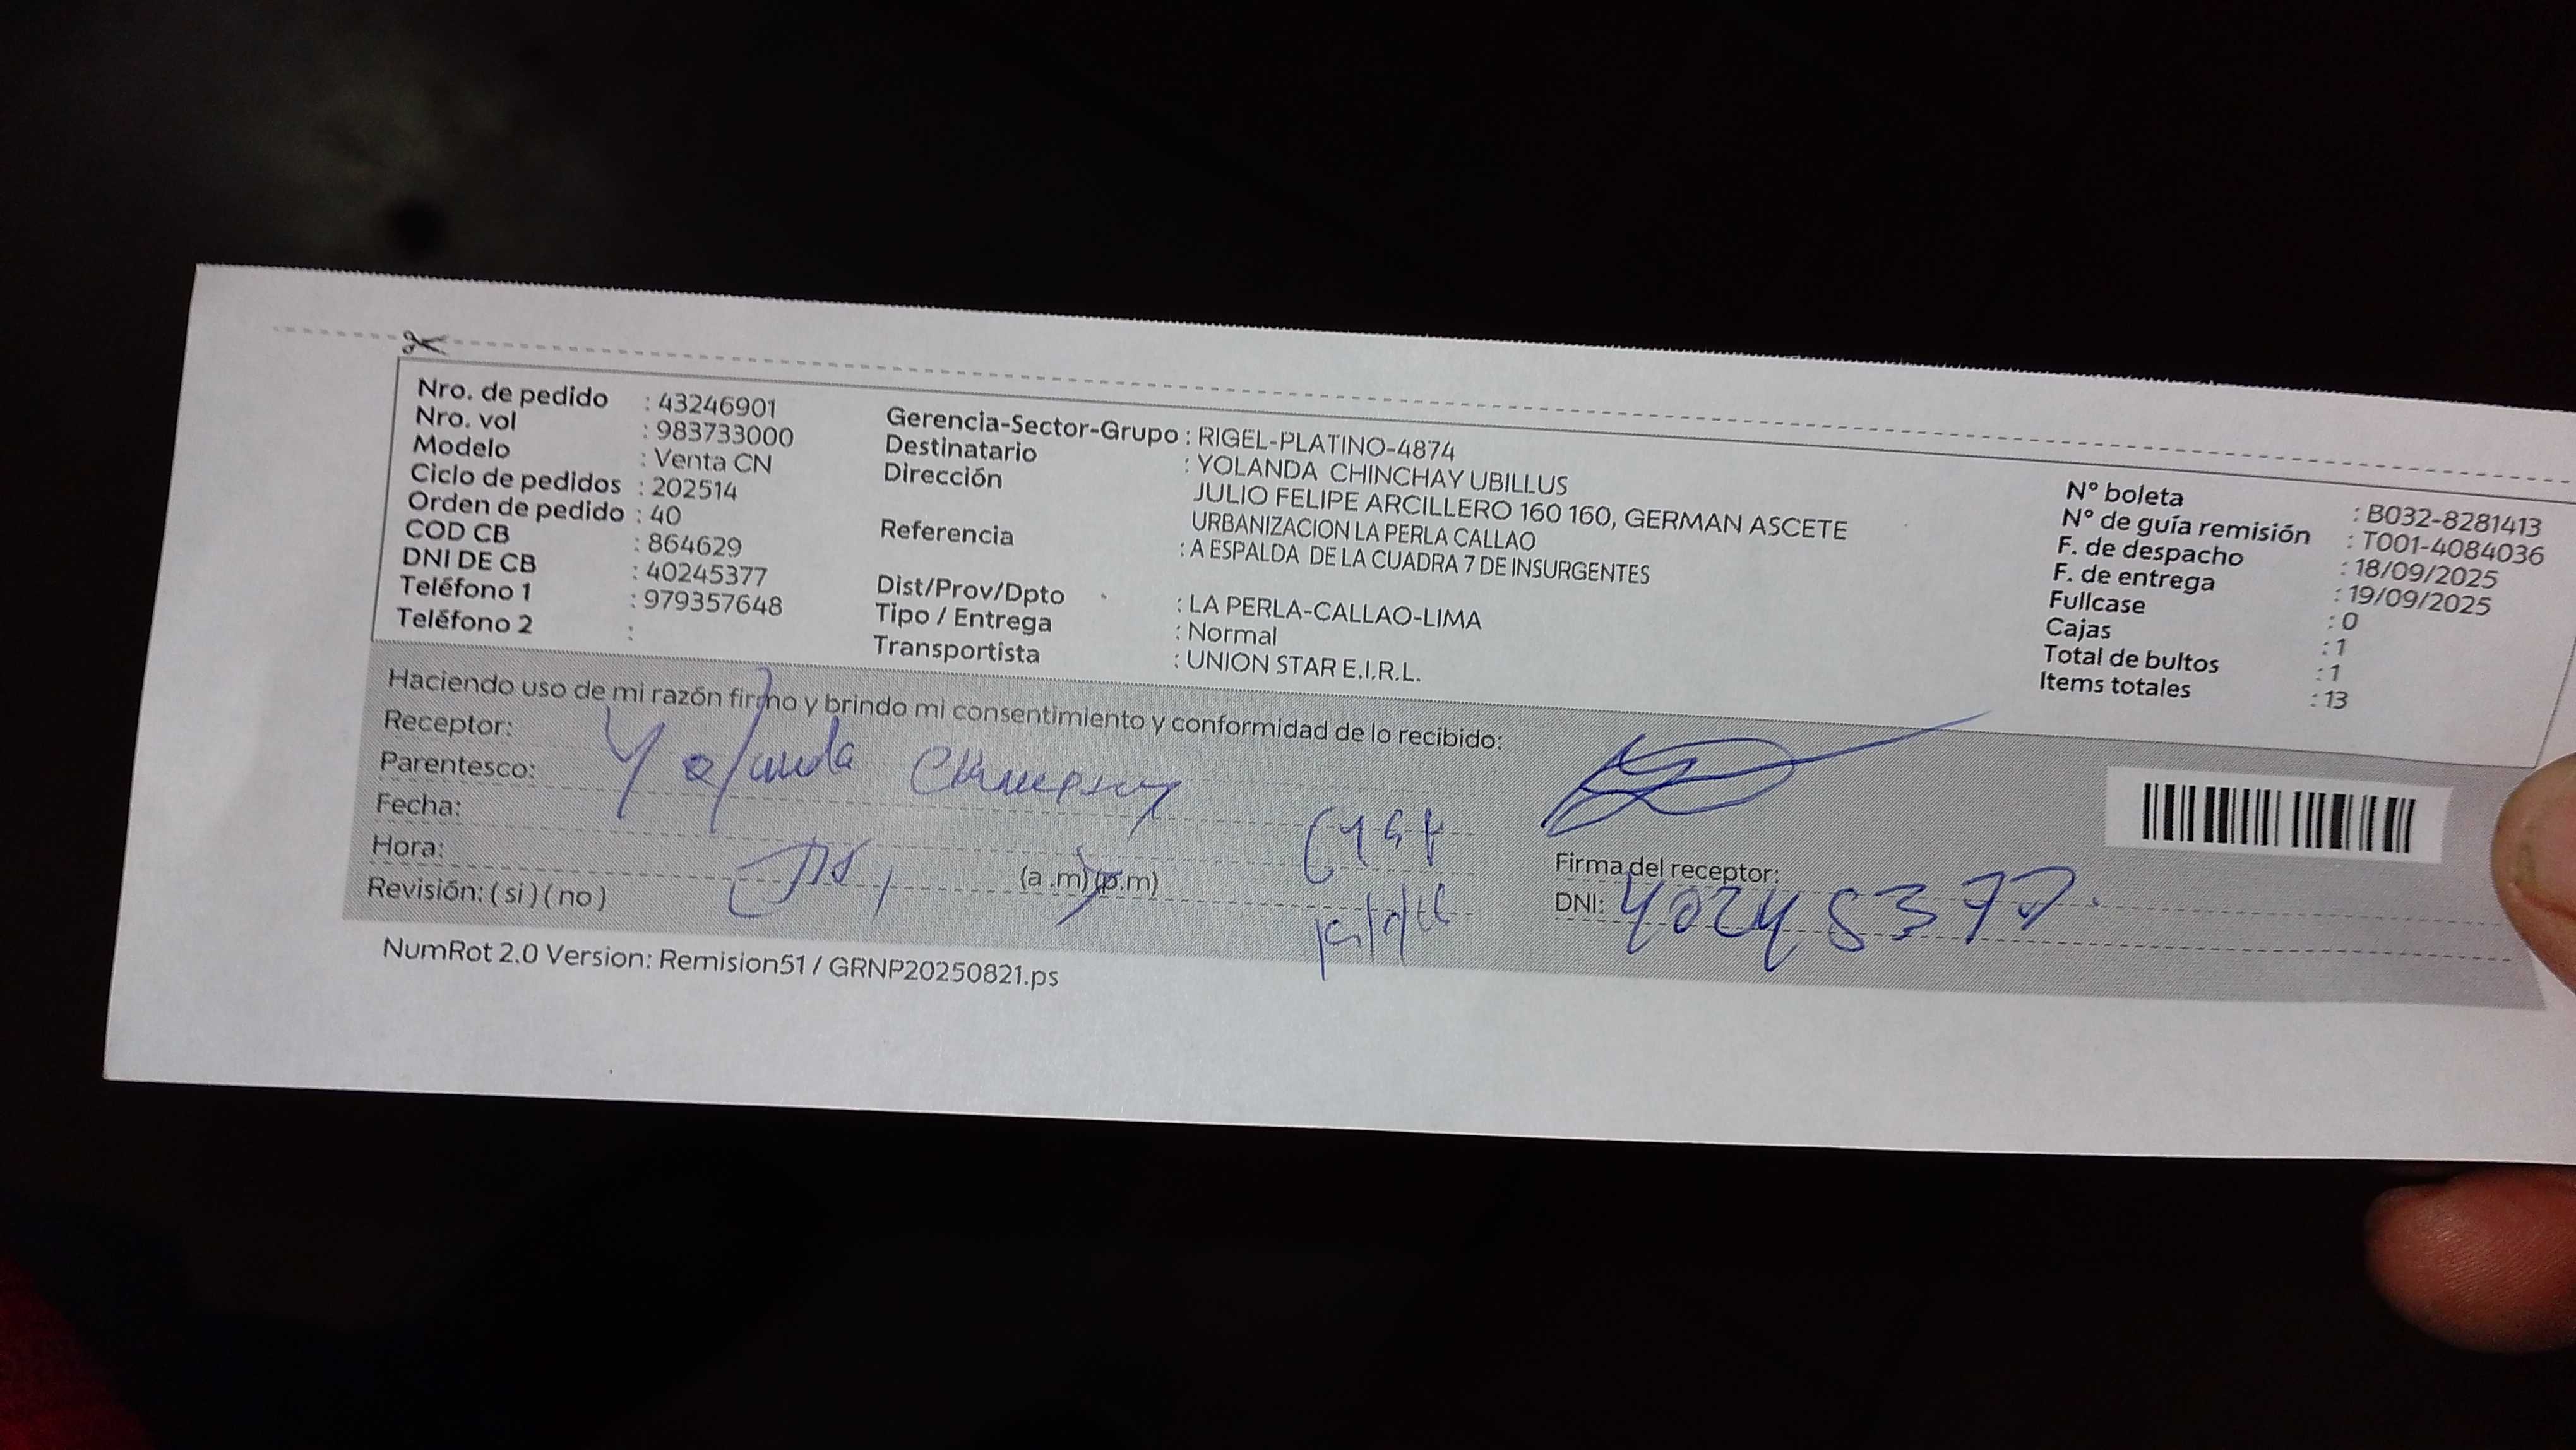 Nro. de pedido : 43246901
Nro. vol : 983733000
Modelo : Venta CN
Ciclo de pedidos : 202514
Orden de pedido : 40
COD CB : 864629
DNI DE CB : 40245377
Teléfono 1 : 979357648
Teléfono 2 :
Gerencia-Sector-Grupo : RIGEL-PLATINO-4874
Destinatario : YOLANDA CHINCHAY UBILLUS
Dirección JULIO FELIPE ARCILLERO 160 160, GERMAN ASCETE
URBANIZACION LA PERLA CALLAO
Referencia : A ESPALDA DE LA CUADRA 7 DE INSURGENTES
Dist/Prov/Dpto : LA PERLA-CALLAO-LIMA
Tipo / Entrega : Normal
Transportista : UNION STAR E.I.R.L.
N° boleta : B032-8281413
N° de guía remisión : T001-4084036
F. de despacho : 18/09/2025
F. de entrega : 19/09/2025
Fullcase : 0
Cajas : 1
Total de bultos : 1
Items totales : 13
Haciendo uso de mi razón firmo y brindo mi consentimiento y conformidad de lo recibido:
Receptor: Yolanda Chinchay
Parentesco:
Fecha:
Hora: (a .m) (p.m)
Revisión: ( si ) ( no )
Firma del receptor:
DNI: 40245377.
NumRot 2.0 Version: Remision51 / GRNP20250821.ps